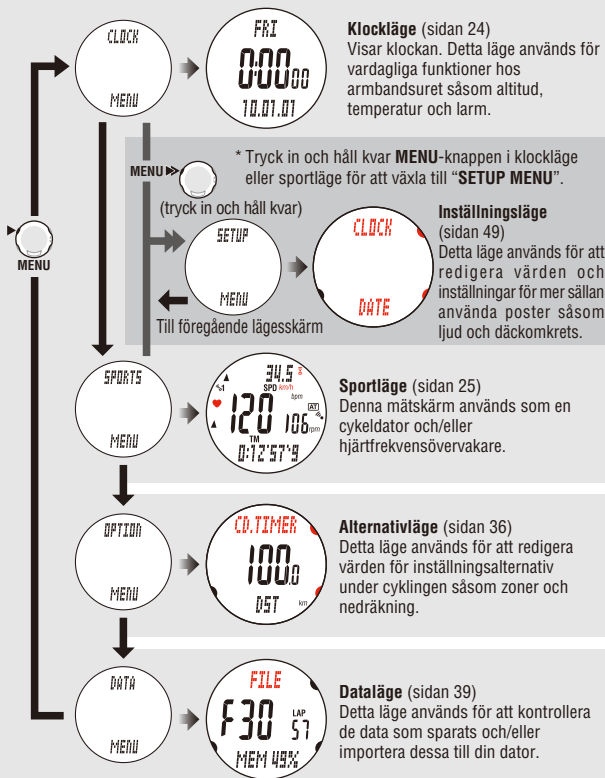 CLOCK
MENU
FRI
0:00 00
10.01.01
Klockläge (sidan 24)
Visar klockan. Detta läge används för
vardagliga funktioner hos
armbandsuret såsom altitud,
temperatur och larm.
MENU
(tryck in och håll kvar)
* Tryck in och håll kvar MENU-knappen i klockläge
eller sportläge för att växla till “SETUP MENU”.
MENU
SETUP
MENU
Till föregående lägesskärm
CLOCK
DATE
Inställningsläge
(sidan 49)
Detta läge används för att
redigera värden och
inställningar för mer sällan
använda poster såsom
ljud och däckomkrets.
SPORTS
MENU
34.5
SPD km/h
bpm
120
AT
106 rpm
TM
0:12'57"9
Sportläge (sidan 25)
Denna mätskärm används som en
cykeldator och/eller
hjärtfrekvensövervakare.
OPTION
MENU
CD.TIMER
100.0
DST km
Alternativläge (sidan 36)
Detta läge används för att redigera
värden för inställningsalternativ
under cyklingen såsom zoner och
nedräkning.
DATA
MENU
FILE
F30 LAP 57
MEM 49%
Dataläge (sidan 39)
Detta läge används för att kontrollera
de data som sparats och/eller
importera dessa till din dator.